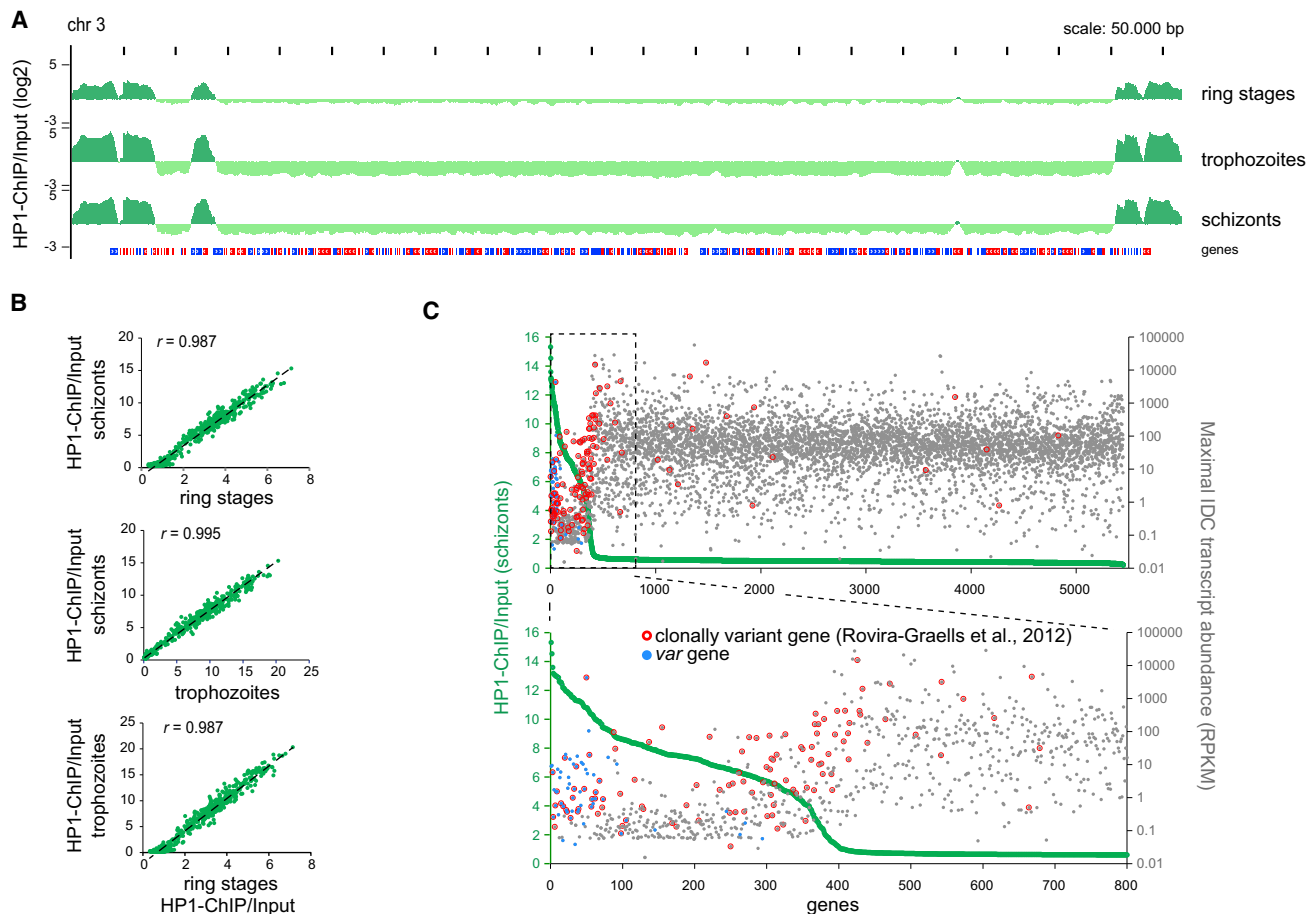 A
chr 3
scale: 50.000 bp
HP1-ChIP/Input (log2)
5
-3
5
-3
5
-3
ring stages
trophozoites
schizonts
genes
B
HP1-ChIP/Input
schizonts
r = 0.987
20
15
10
5
0
0 2 4 6 8
ring stages
HP1-ChIP/Input
schizonts
r = 0.995
20
15
10
5
0
0 5 10 15 20 25
trophozoites
HP1-ChIP/Input
trophozoites
r = 0.987
25
20
15
10
5
0
0 2 4 6 8
ring stages
HP1-ChIP/Input
C
HP1-ChIP/Input (schizonts)
16
14
12
10
8
6
4
2
0
100000
10000
1000
100
10
1
0.1
0.01
0 1000 2000 3000 4000 5000
Maximal IDC transcript abundance (RPKM)
clonally variant gene (Rovira-Graells et al., 2012)
var gene
16
14
12
10
8
6
4
2
0
100000
10000
1000
100
10
1
0.1
0.01
0 100 200 300 400 500 600 700 800
genes